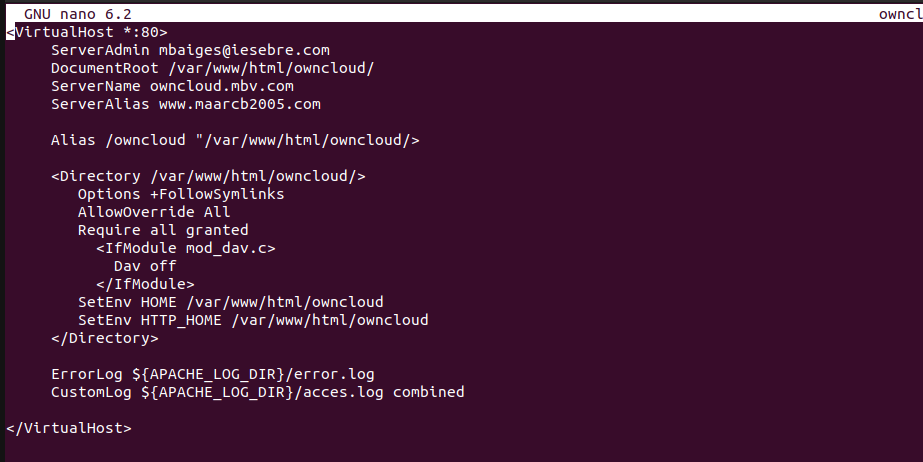 GNU nano 6.2 owncl
<VirtualHost *:80>
ServerAdmin mbaiges@iesebre.com
DocumentRoot /var/www/html/owncloud/
ServerName owncloud.mbv.com
ServerAlias www.maarcb2005.com
Alias /owncloud "/var/www/html/owncloud/>
<Directory /var/www/html/owncloud/>
Options +FollowSymlinks
AllowOverride All
Require all granted
<IfModule mod_dav.c>
Dav off
</IfModule>
SetEnv HOME /var/www/html/owncloud
SetEnv HTTP_HOME /var/www/html/owncloud
</Directory>
ErrorLog ${APACHE_LOG_DIR}/error.log
CustomLog ${APACHE_LOG_DIR}/acces.log combined
</VirtualHost>